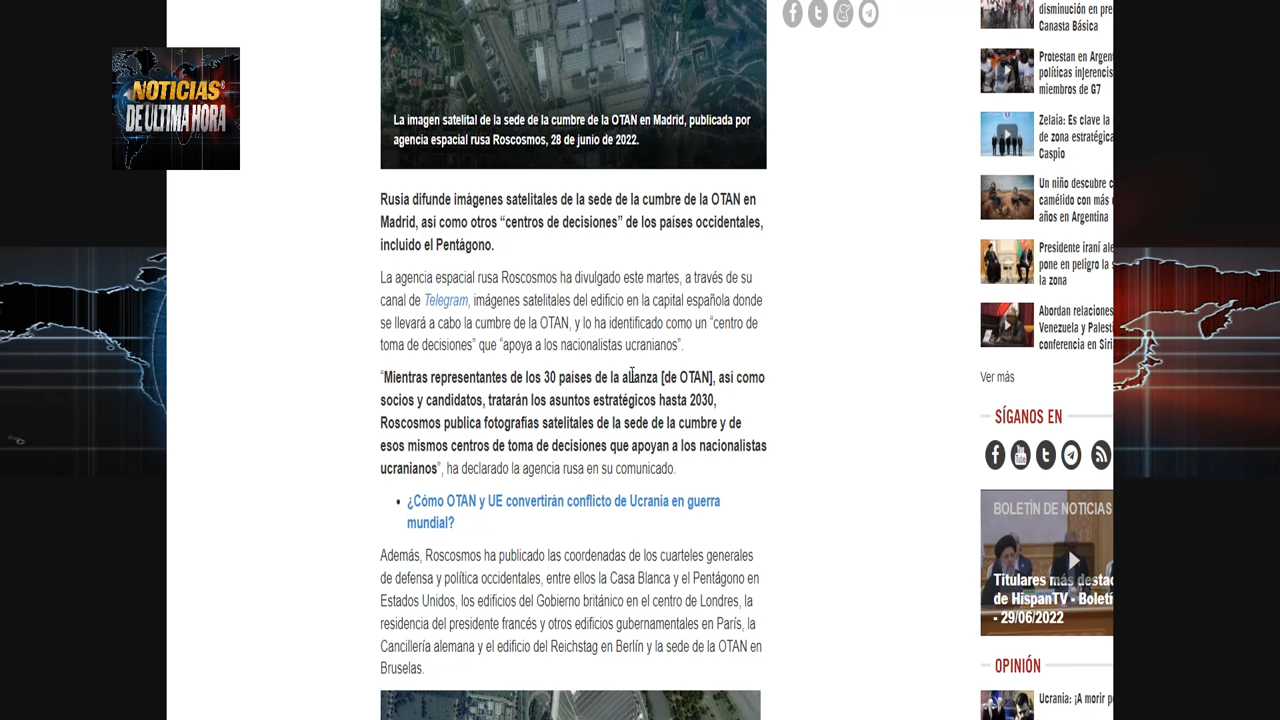 NOTICIAS
DE ÚLTIMA HORA
La imagen satelital de la sede de la cumbre de la OTAN en Madrid, publicada por
agencia espacial rusa Roscosmos, 28 de junio de 2022.
Rusia difunde imágenes satelitales de la sede de la cumbre de la OTAN en
Madrid, así como otros “centros de decisiones” de los países occidentales,
incluido el Pentágono.
La agencia espacial rusa Roscosmos ha divulgado este martes, a través de su
canal de Telegram, imágenes satelitales del edificio en la capital española donde
se llevará a cabo la cumbre de la OTAN, y lo ha identificado como un “centro de
toma de decisiones” que “apoya a los nacionalistas ucranianos”.
“Mientras representantes de los 30 países de la alianza [de OTAN], así como
socios y candidatos, tratarán los asuntos estratégicos hasta 2030,
Roscosmos publica fotografías satelitales de la sede de la cumbre y de
esos mismos centros de toma de decisiones que apoyan a los nacionalistas
ucranianos”, ha declarado la agencia rusa en su comunicado.
• ¿Cómo OTAN y UE convertirán conflicto de Ucrania en guerra
mundial?
Además, Roscosmos ha publicado las coordenadas de los cuarteles generales
de defensa y política occidentales, entre ellos la Casa Blanca y el Pentágono en
Estados Unidos, los edificios del Gobierno británico en el centro de Londres, la
residencia del presidente francés y otros edificios gubernamentales en París, la
Cancillería alemana y el edificio del Reichstag en Berlín y la sede de la OTAN en
Bruselas.
disminución en pre
Canasta Básica
Protestan en Argen
políticas injerencis
miembros de G7
Zelaia: Es clave la
de zona estratégica
Caspio
Un niño descubre c
camélido con más
años en Argentina
Presidente iraní ale
pone en peligro la s
la zona
Abordan relaciones
Venezuela y Palest
conferencia en Siri
Ver más
SÍGANOS EN
BOLETÍN DE NOTICIAS
Titulares más desta
de HispanTV - Boletí
- 29/06/2022
OPINIÓN
Ucrania: ¡A morir p